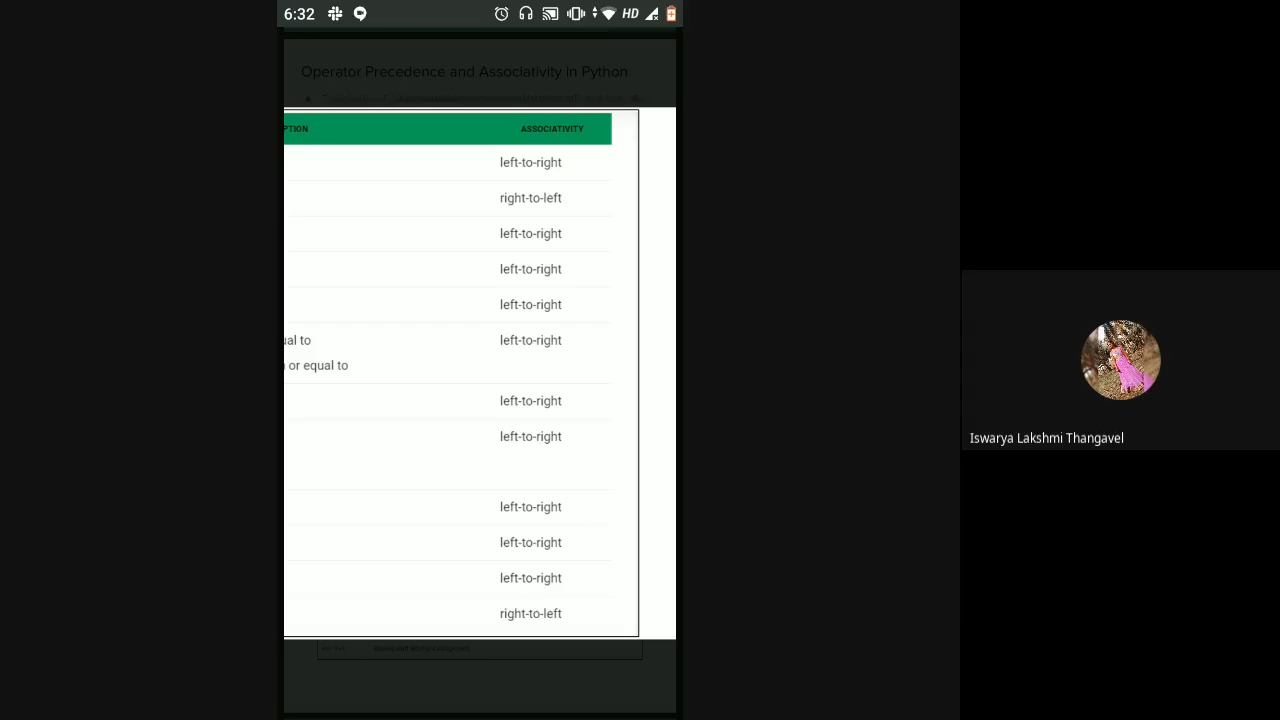 6:32
HD
Operator Precedence and Associativity in Python
PTION ASSOCIATIVITY
left-to-right
right-to-left
left-to-right
left-to-right
left-to-right
ual to left-to-right
or equal to
left-to-right
left-to-right
left-to-right
left-to-right
left-to-right
right-to-left
Iswarya Lakshmi Thangavel